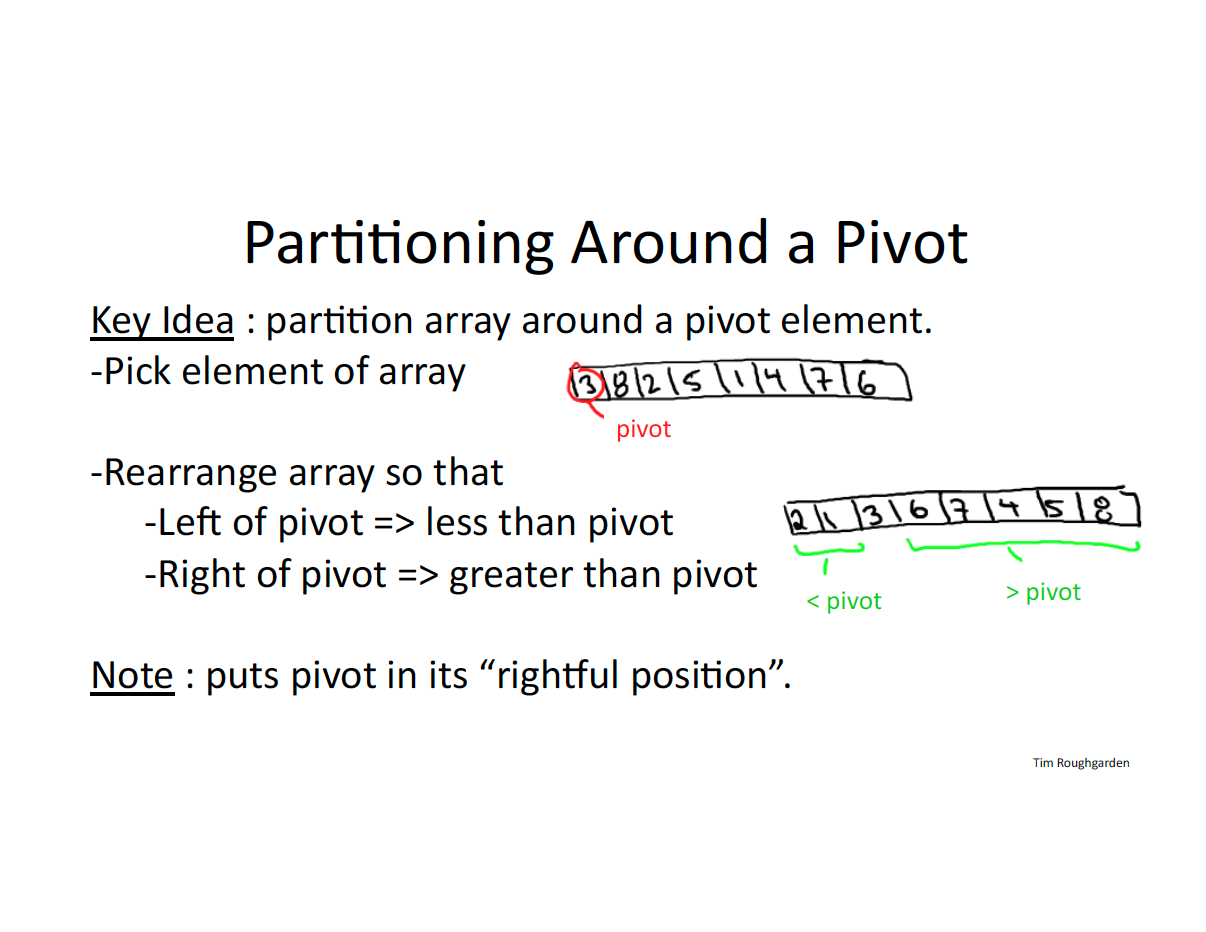 Partitioning Around a Pivot
Key Idea : partition array around a pivot element.
-Pick element of array
3 8 2 5 1 4 7 6
pivot
-Rearrange array so that
-Left of pivot => less than pivot
2 1 3 6 7 4 5 8
-Right of pivot => greater than pivot
< pivot
> pivot
Note : puts pivot in its “rightful position”.
Tim Roughgarden